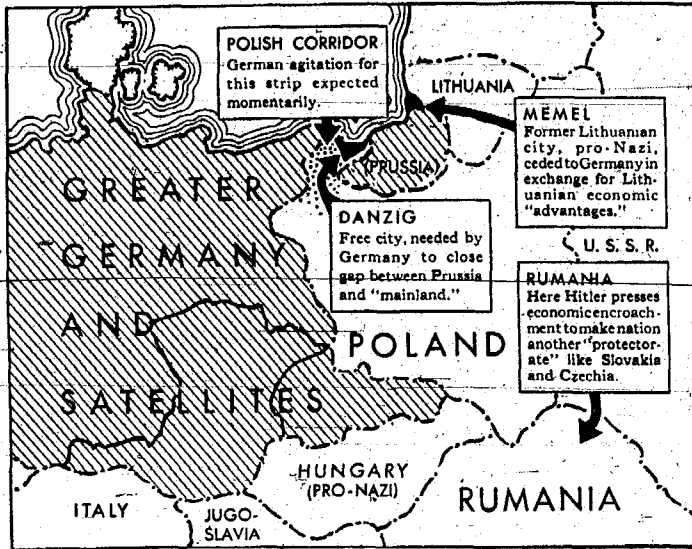 POLISH CORRIDOR
German agitation for
this strip expected
momentarily.
LITHUANIA
MEMEL
Former Lithuanian
city, pro-Nazi,
ceded to Germany in
exchange for Lith-
uanian economic
"advantages."
(PRUSSIA)
GREATER
GERMANY
AND
SATELLITES
DANZIG
Free city, needed by
Germany to close
gap between Prussia
and "mainland."
U. S. S. R.
RUMANIA
Here Hitler presses
economic encroach-
ment to make nation
another "protector-
ate" like Slovakia
and Czechia.
POLAND
HUNGARY
(PRO-NAZI)
RUMANIA
ITALY
JUGO-
SLAVIA